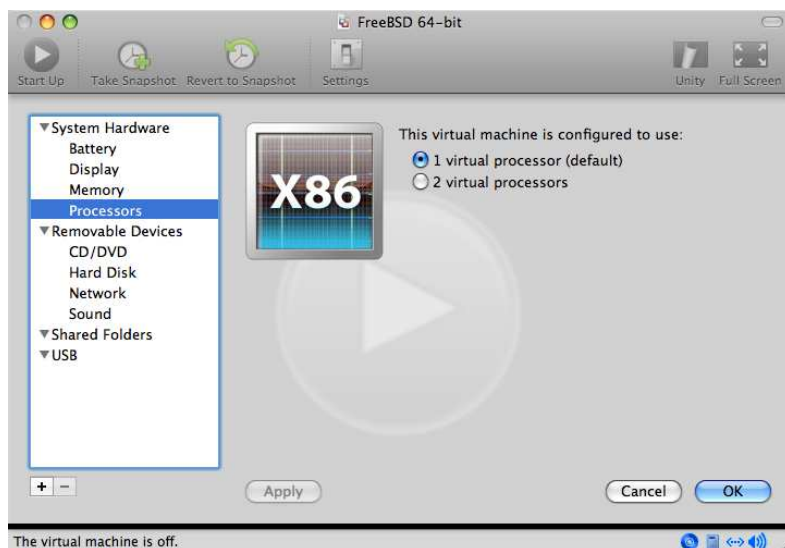 FreeBSD 64-bit
Start Up Take Snapshot Revert to Snapshot Settings Unity Full Screen
System Hardware
Battery
Display
Memory
Processors
Removable Devices
CD/DVD
Hard Disk
Network
Sound
Shared Folders
USB
X86
This virtual machine is configured to use:
1 virtual processor (default)
2 virtual processors
Apply Cancel OK
The virtual machine is off.